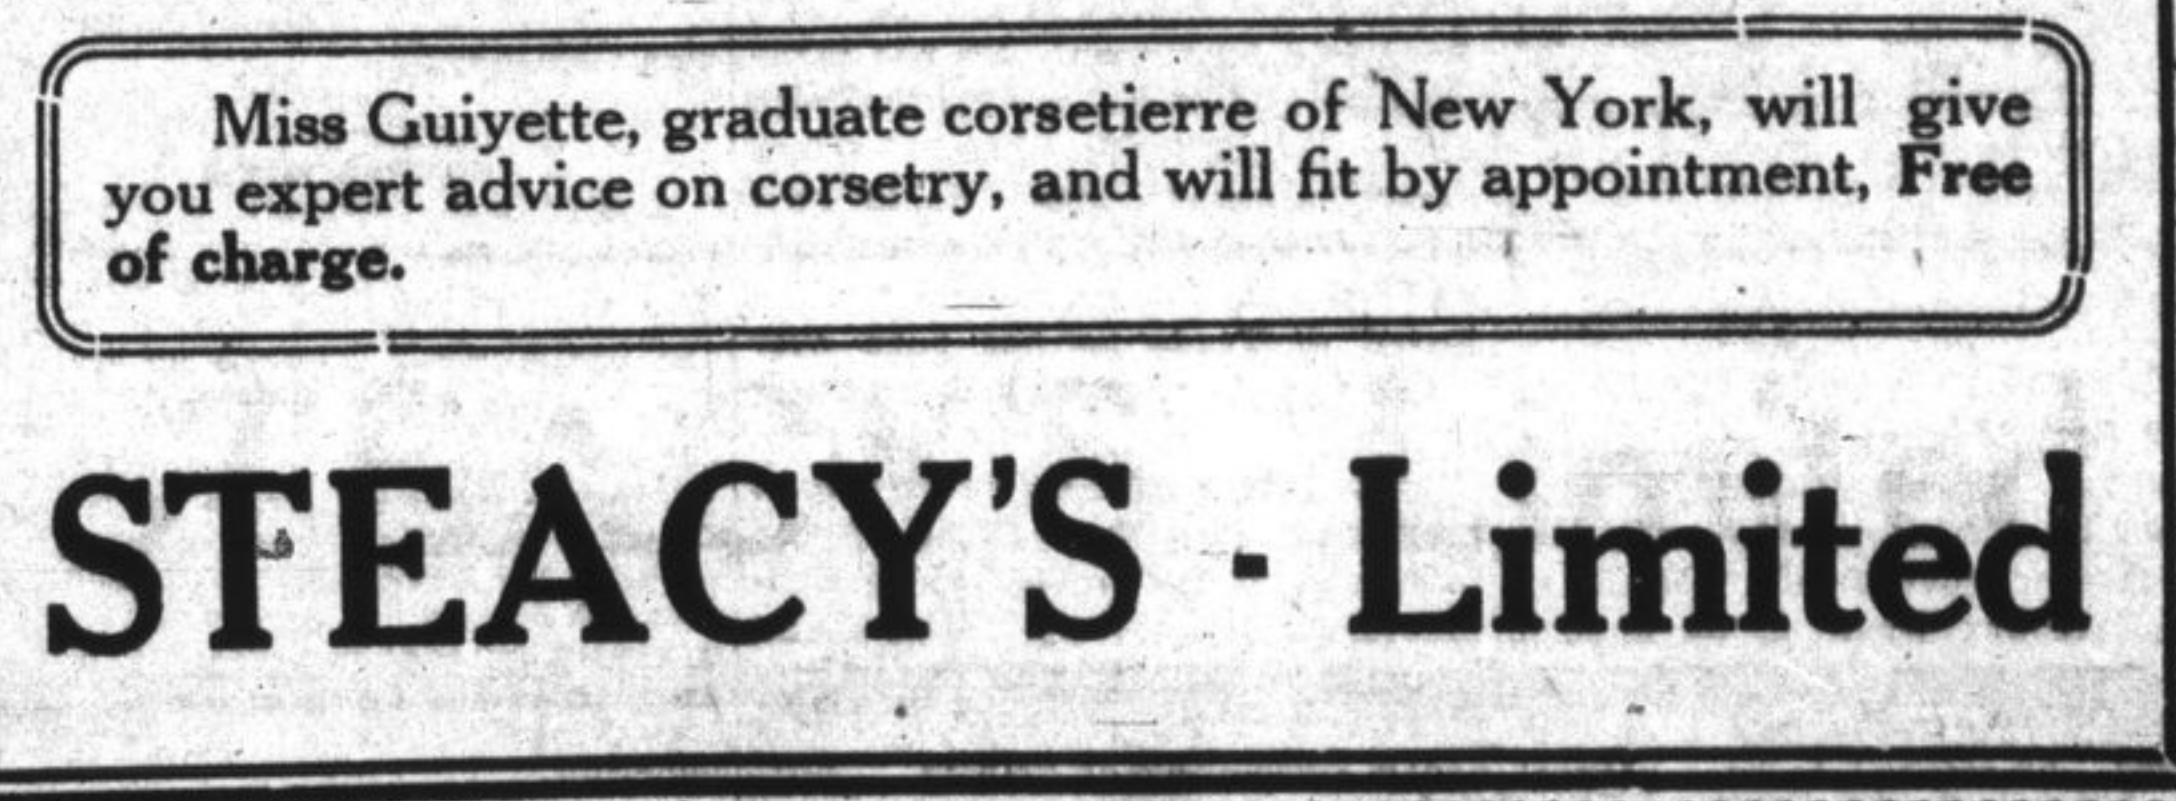 Miss Guiyette, graduate corsetierre of New York, will give
you expert advice on corsetry, and will fit by appointment, Free
of charge.
STEACY'S - Limited